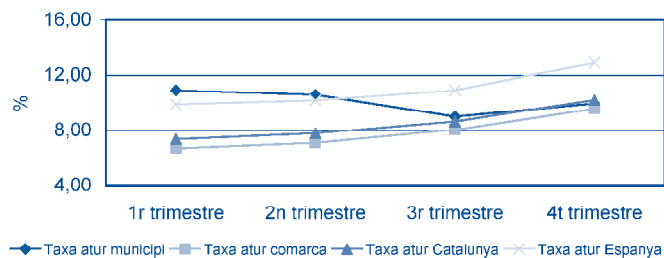 16,00
12,00
%
8,00
4,00
1r trimestre 2n trimestre 3r trimestre 4t trimestre
Taxa atur municipi Taxa atur comarca Taxa atur Catalunya Taxa atur Espanya